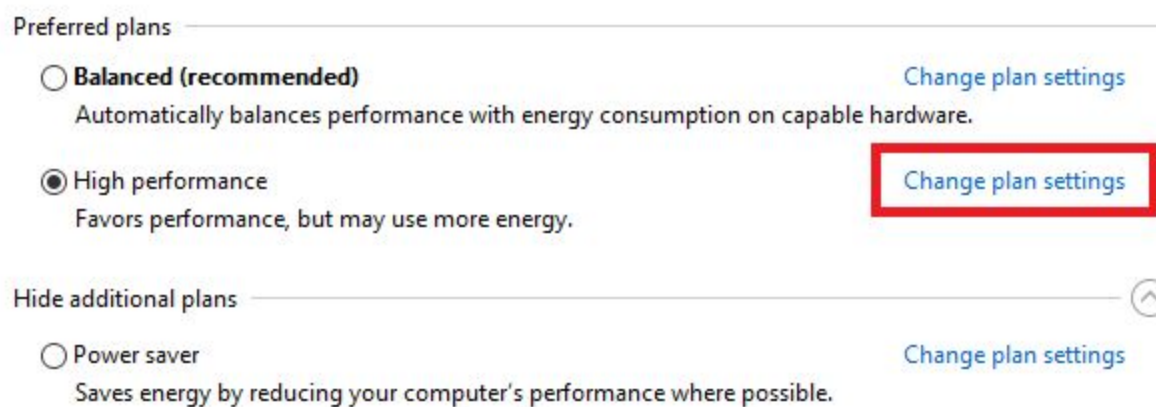 Preferred plans
Balanced (recommended) Change plan settings
Automatically balances performance with energy consumption on capable hardware.
High performance Change plan settings
Favors performance, but may use more energy.
Hide additional plans
Power saver Change plan settings
Saves energy by reducing your computer's performance where possible.